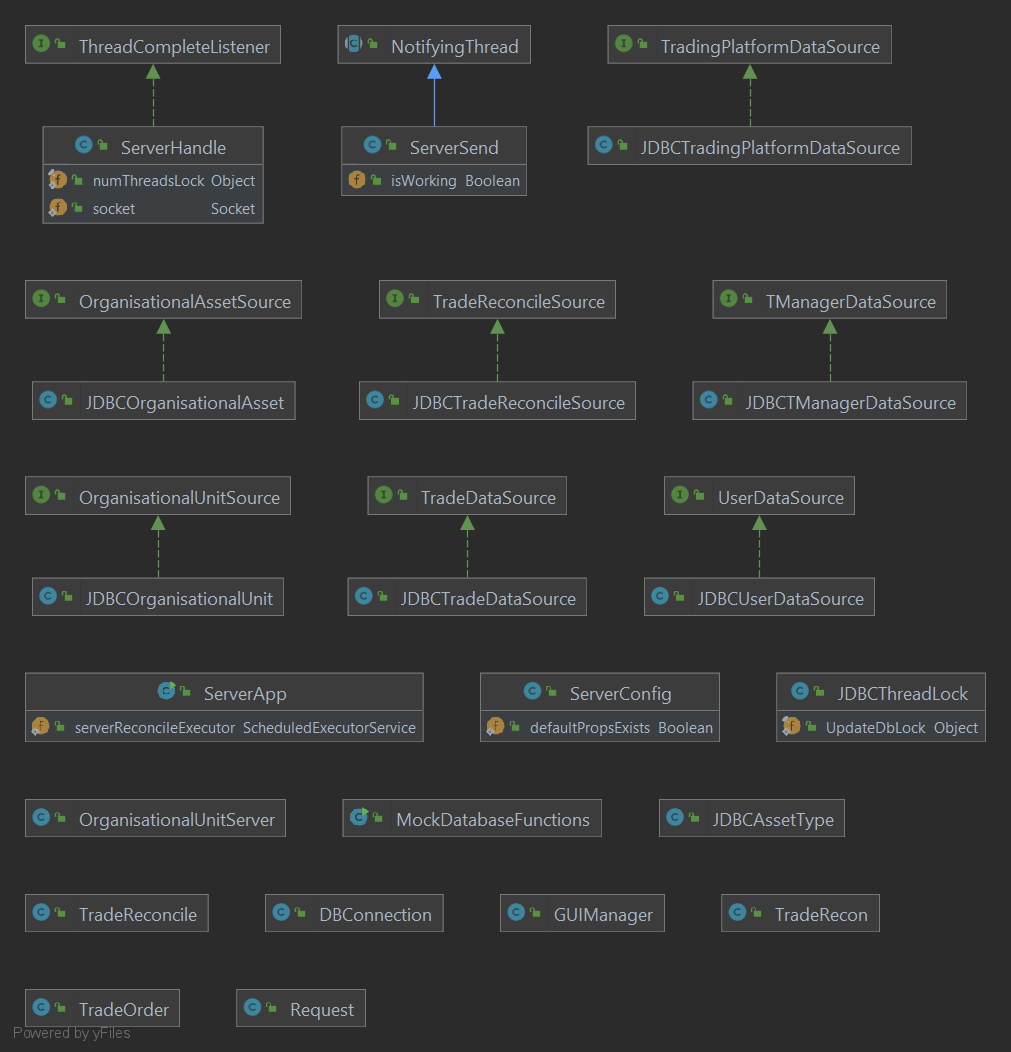 ThreadCompleteListener
NotifyingThread
TradingPlatformDataSource
ServerHandle
numThreadsLock Object
socket Socket
ServerSend
isWorking Boolean
JDBCTradingPlatformDataSource
OrganisationalAssetSource
TradeReconcileSource
TManagerDataSource
JDBCOrganisationalAsset
JDBCTradeReconcileSource
JDBCTManagerDataSource
OrganisationalUnitSource
TradeDataSource
UserDataSource
JDBCOrganisationalUnit
JDBCTradeDataSource
JDBCUserDataSource
ServerApp
serverReconcileExecutor ScheduledExecutorService
ServerConfig
defaultPropsExists Boolean
JDBCThreadLock
UpdateDbLock Object
OrganisationalUnitServer
MockDatabaseFunctions
JDBCAssetType
TradeReconcile
DBConnection
GUIManager
TradeRecon
TradeOrder
Request
Powered by yFiles